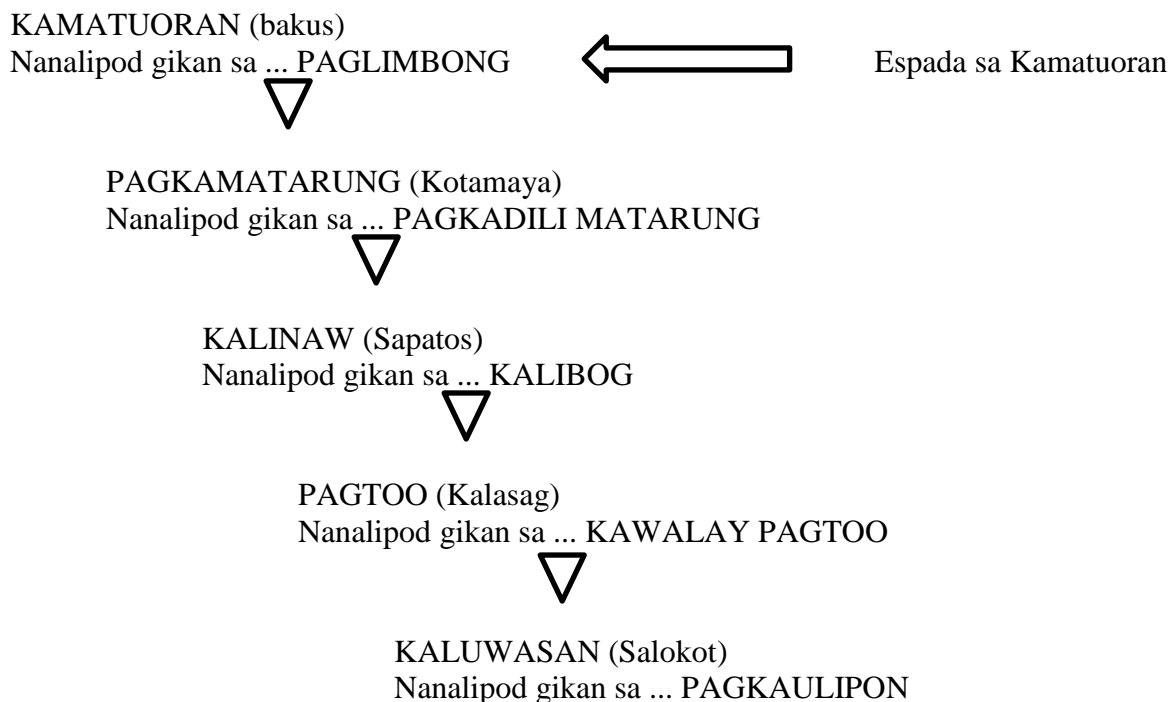 KAMATUORAN (bakus)
Nanalipod gikan sa ... PAGLIMBONG
Espada sa Kamatuoran
PAGKAMATARUNG (Kotamaya)
Nanalipod gikan sa ... PAGKADILI MATARUNG
KALINAW (Sapatos)
Nanalipod gikan sa ... KALIBOG
PAGTOO (Kalasag)
Nanalipod gikan sa ... KAWALAY PAGTOO
KALUWASAN (Salokot)
Nanalipod gikan sa ... PAGKAULIPON